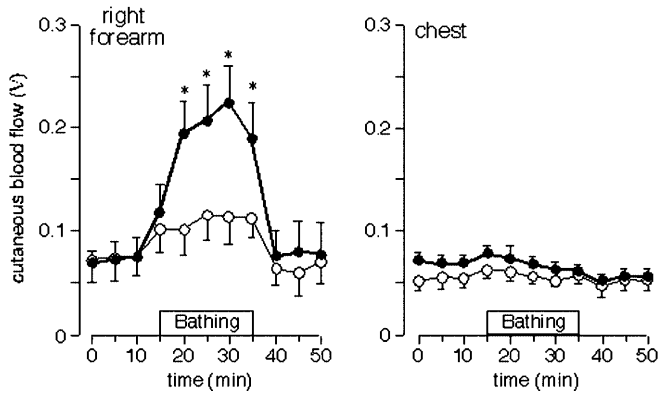 right
forearm
chest
cutaneous blood flow (V)
0.3
0.2
0.1
0
* * * *
Bathing
0 10 20 30 40 50
time (min)
0.3
0.2
0.1
0
Bathing
0 10 20 30 40 50
time (min)